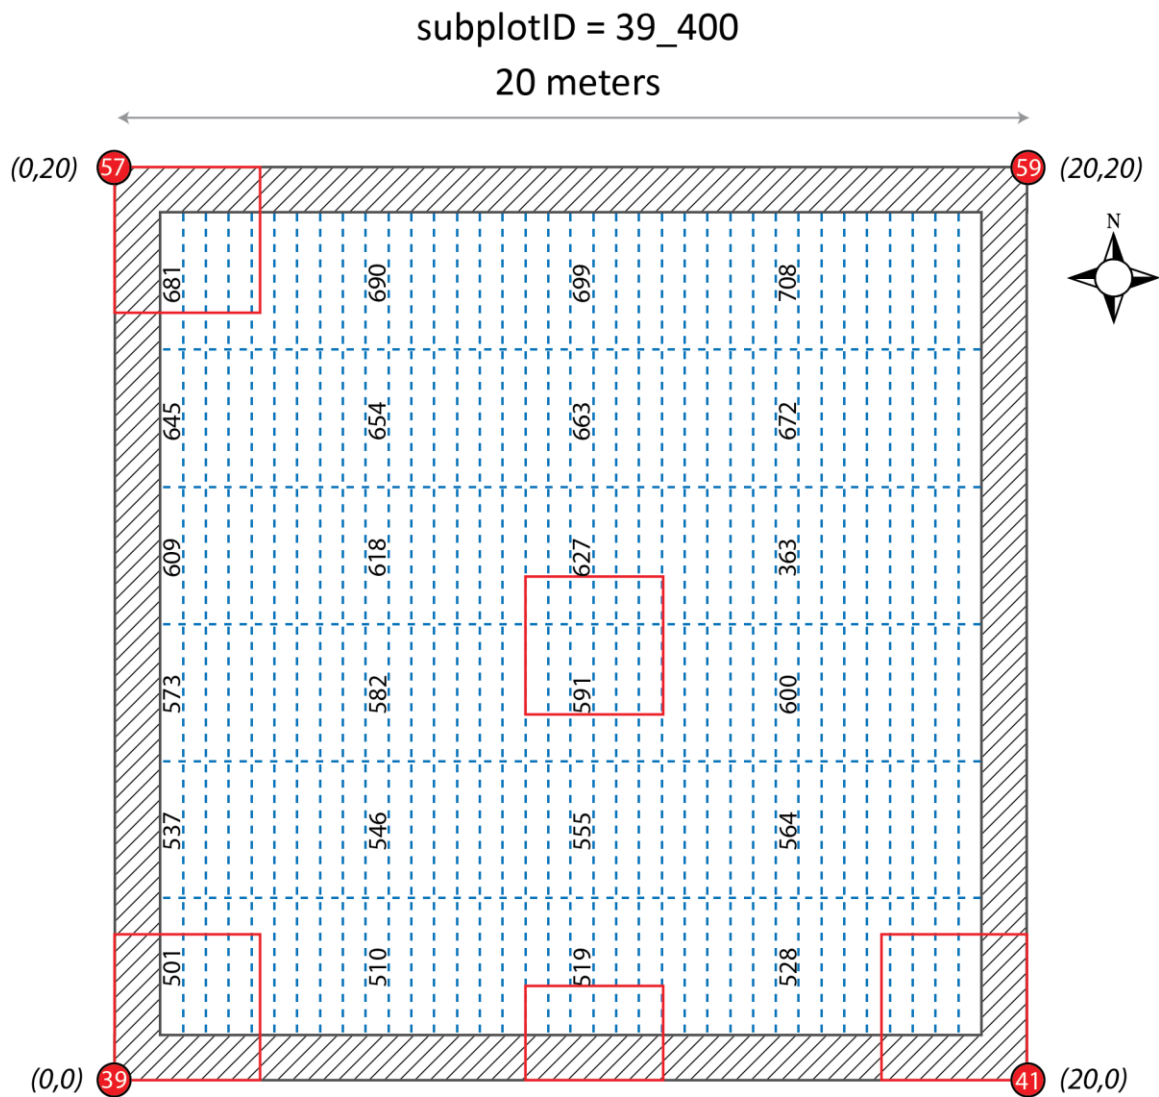 subplotID = 39_400
20 meters
(0,20) 57 59 (20,20)
N
681 690 699 708
645 654 663 672
609 618 627 363
573 582 591 600
537 546 555 564
501 510 519 528
(0,0) 39 41 (20,0)